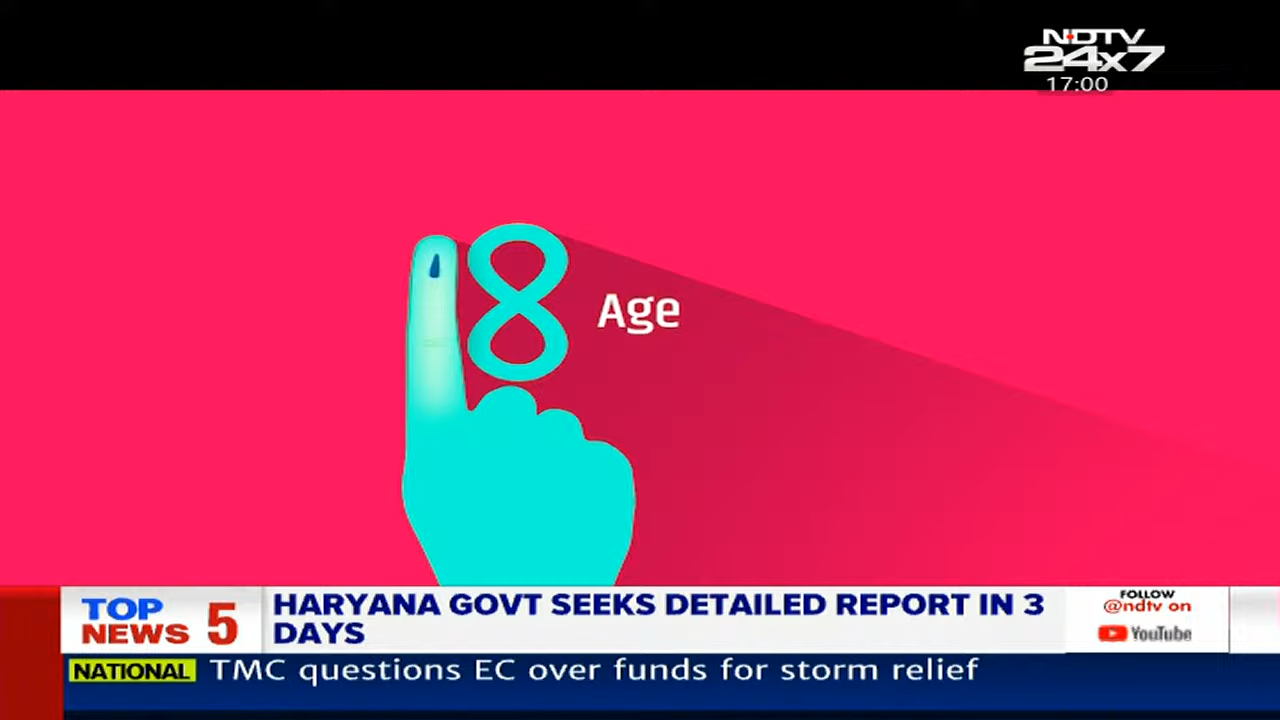 NDTV
24x7
17:00
8
Age
TOP
NEWS
5
HARYANA GOVT SEEKS DETAILED REPORT IN 3
DAYS
FOLLOW
@ndtv on
YouTube
NATIONAL
TMC questions EC over funds for storm relief